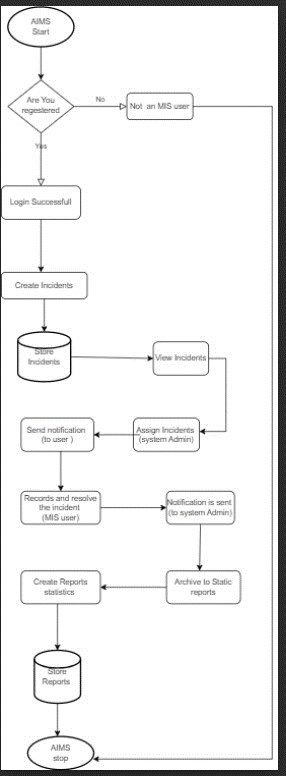 AIMS
Start
Are You
regestered
No
Not an MIS user
Yes
Login Successfull
Create Incidents
Store
Incidents
View Incidents
Send notification
(to user )
Assign Incidents
(system Admin)
Records and resolve
the incident
(MIS user)
Notification is sent
(to system Admin)
Create Reports
statistics
Archive to Static
reports
Store
Reports
AIMS
stop